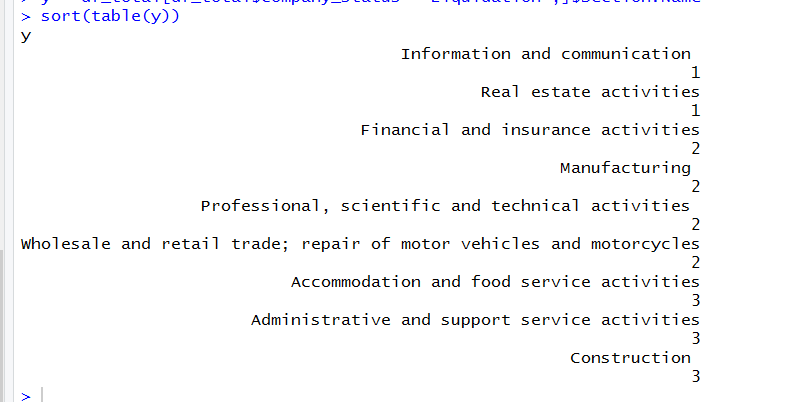 > sort(table(y))
y
Information and communication
1
Real estate activities
1
Financial and insurance activities
2
Manufacturing
2
Professional, scientific and technical activities
2
Wholesale and retail trade; repair of motor vehicles and motorcycles
2
Accommodation and food service activities
3
Administrative and support service activities
3
Construction
3
>